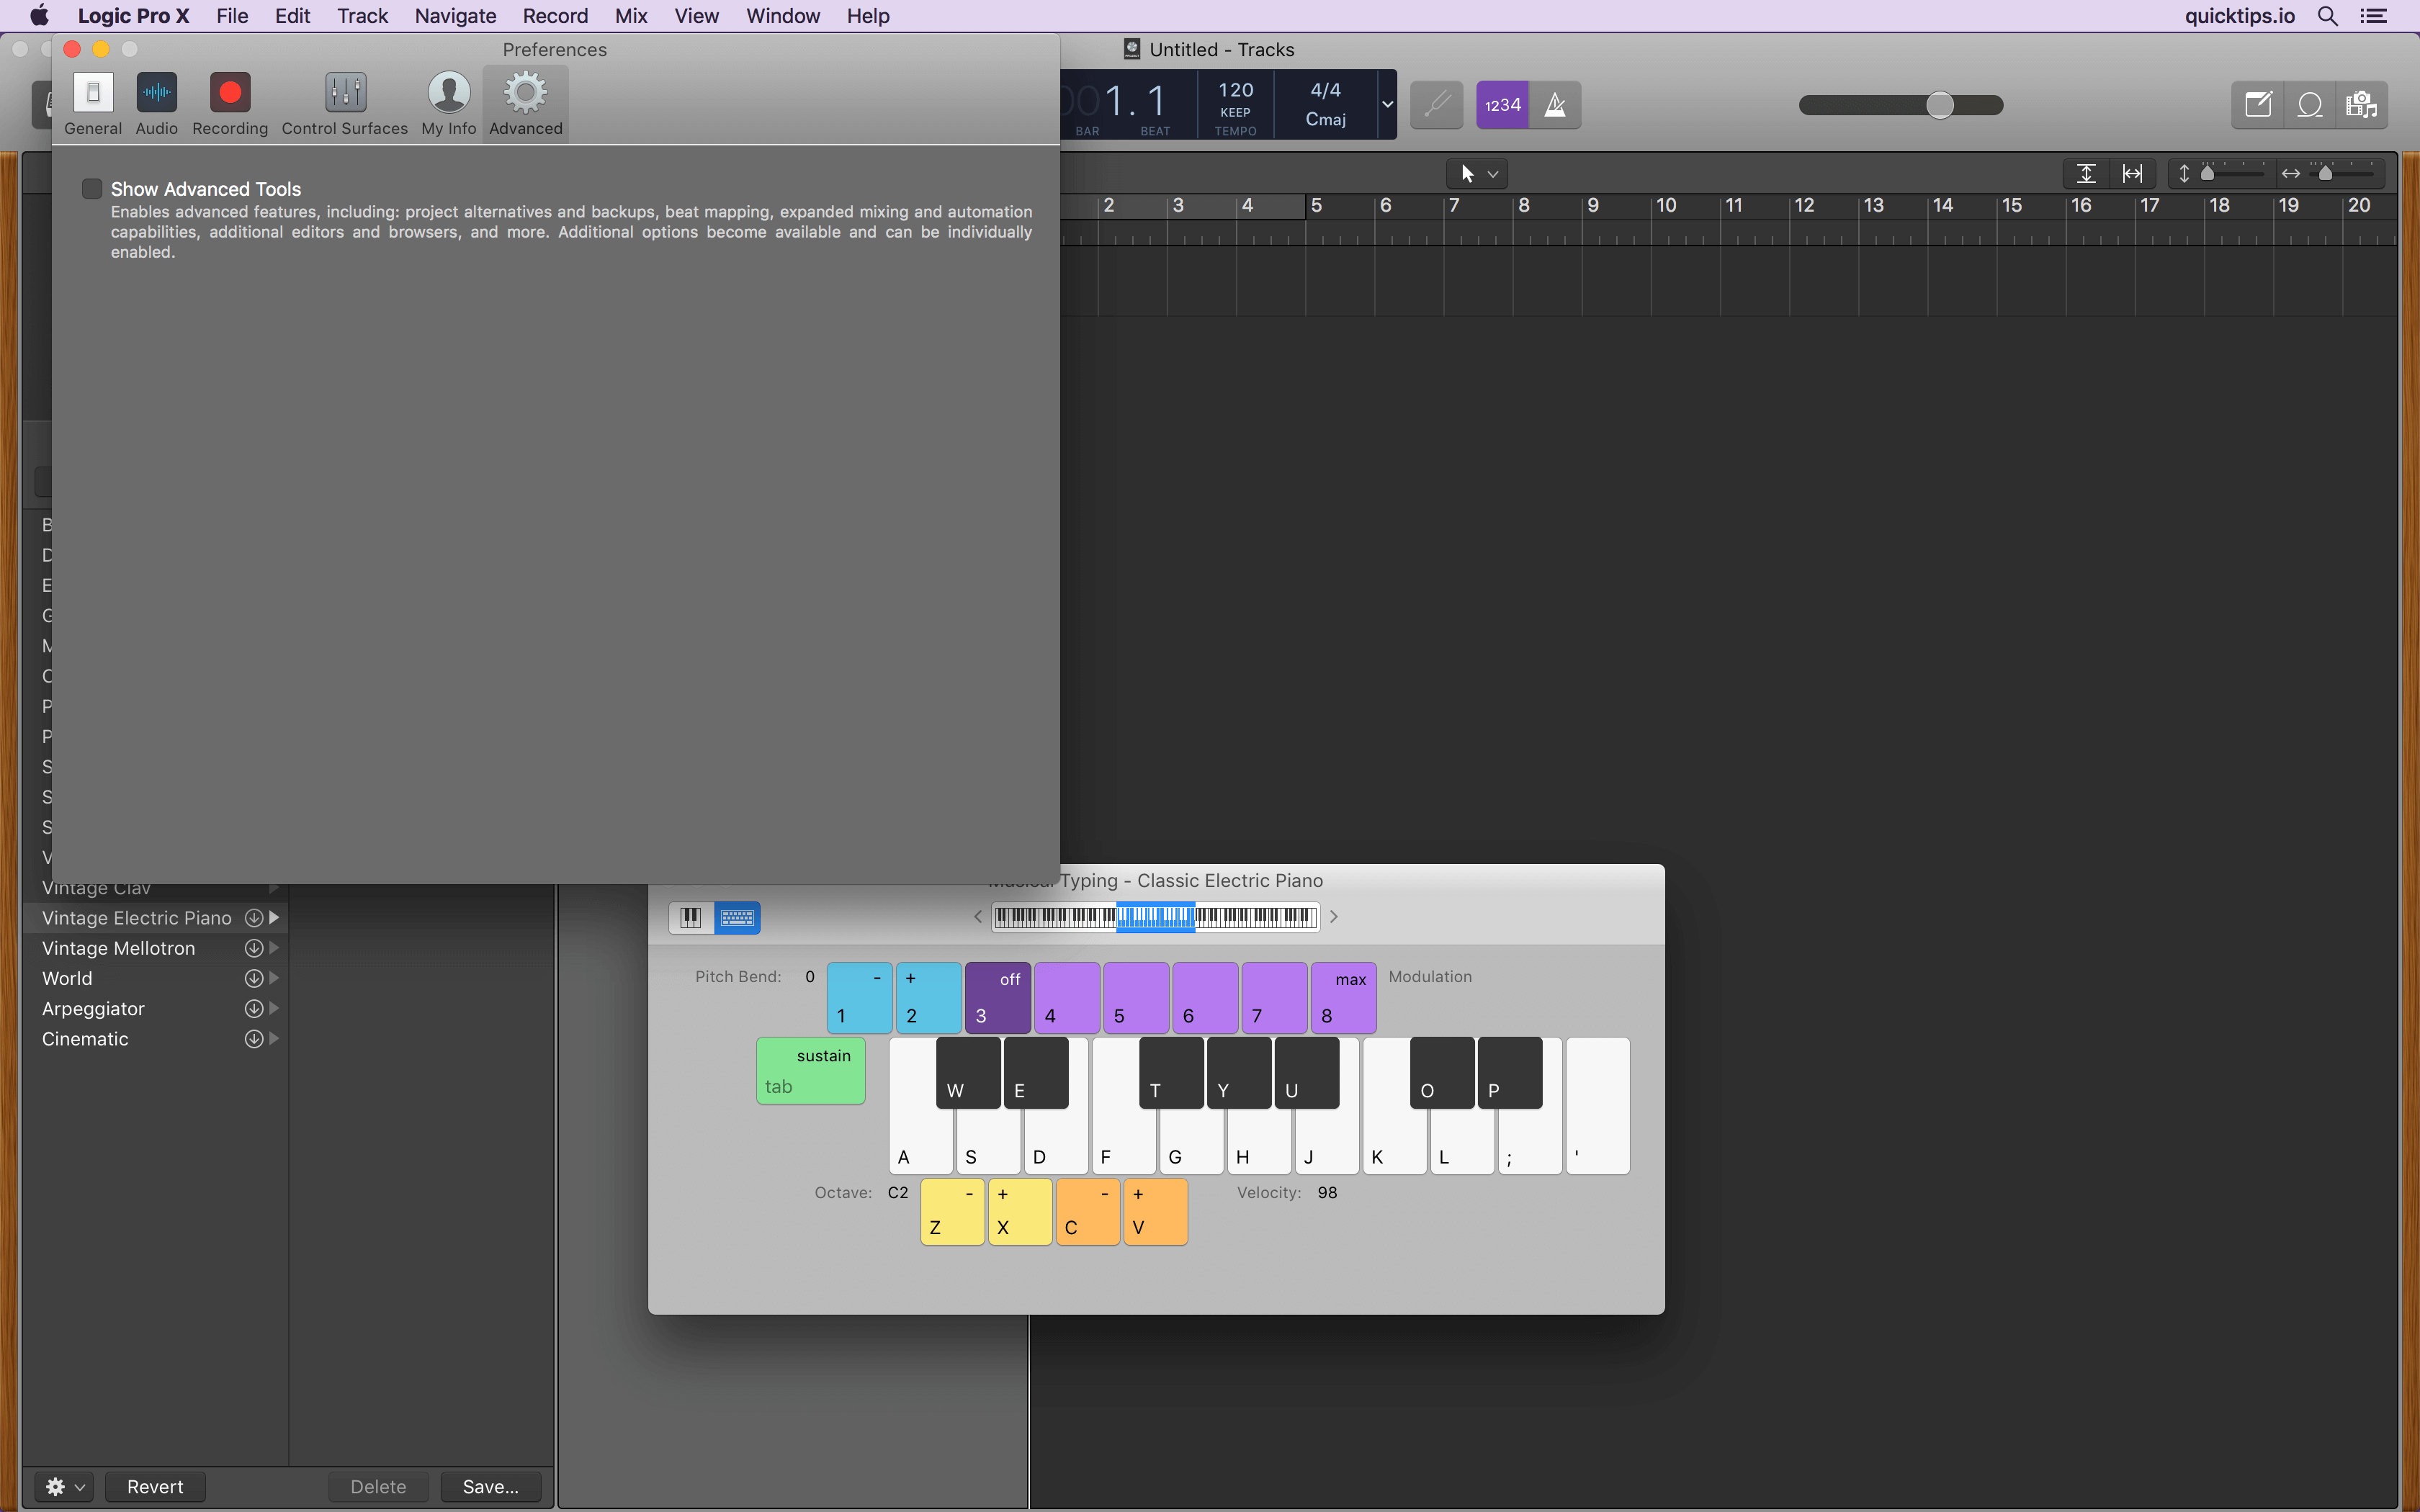 Logic Pro X File Edit Track Navigate Record Mix View Window Help quicktips.io
Preferences
Untitled - Tracks
General Audio Recording Control Surfaces My Info Advanced
1. 1
BAR BEAT
120
KEEP
TEMPO
4/4
Cmaj
1234
Show Advanced Tools
Enables advanced features, including: project alternatives and backups, beat mapping, expanded mixing and automation
capabilities, additional editors and browsers, and more. Additional options become available and can be individually
enabled.
2 3 4 5 6 7 8 9 10 11 12 13 14 15 16 17 18 19 20
Vintage Clav
Vintage Electric Piano
Vintage Mellotron
World
Arpeggiator
Cinematic
Typing - Classic Electric Piano
Pitch Bend: 0 - + off max Modulation
1 2 3 4 5 6 7 8
sustain
tab
W E T Y U O P
A S D F G H J K L ; '
Octave: C2 - + - + Velocity: 98
Z X C V
Revert Delete Save...